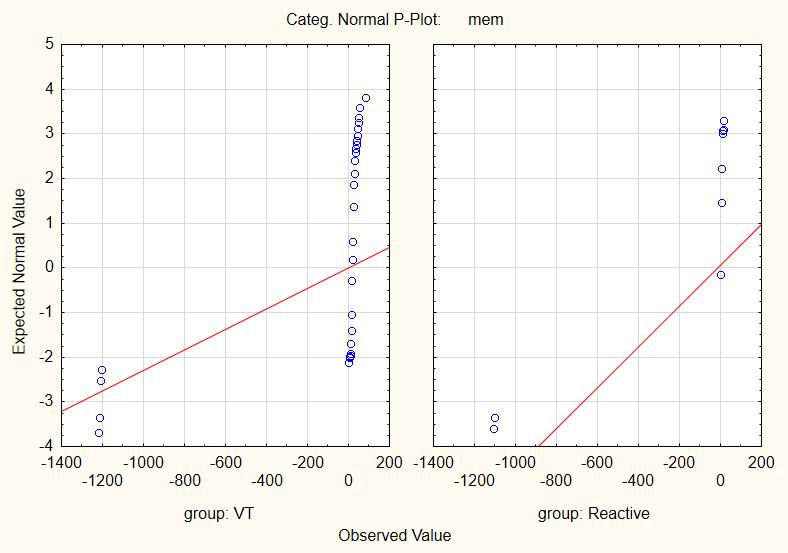 Categ. Normal P-Plot: mem
Expected Normal Value
5
4
3
2
1
0
-1
-2
-3
-4
-1400 -1000 -600 -200 200 -1400 -1000 -600 -200 200
-1200 -800 -400 0 -1200 -800 -400 0
group: VT group: Reactive
Observed Value